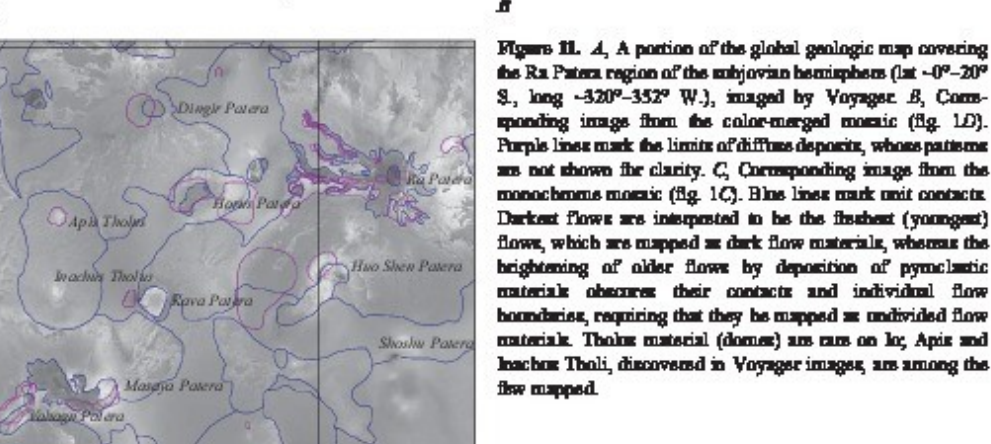 B
Dingir Patera
Ra Patera
Horus Patera
Apis Tholus
Huo Shen Patera
Inachus Tholus
Rava Patera
Shoshu Patera
Masaya Patera
Vahagn Patera
Figure 11. A, A portion of the global geologic map covering
the Ra Patera region of the subjovian hemisphere (lat ~0°–20°
S., long ~320°–352° W.), imaged by Voyager. B, Corre-
sponding image from the color-merged mosaic (fig. 1D).
Purple lines mark the limits of diffuse deposits, whose patterns
are not shown for clarity. C, Corresponding image from the
monochrome mosaic (fig. 1C). Blue lines mark unit contacts.
Darkest flows are interpreted to be the freshest (youngest)
flows, which are mapped as dark flow materials, whereas the
brightening of older flows by deposition of pyroclastic
materials obscures their contacts and individual flow
boundaries, requiring that they be mapped as undivided flow
materials. Tholus material (domes) are rare on Io; Apis and
Inachus Tholi, discovered in Voyager images, are among the
few mapped.